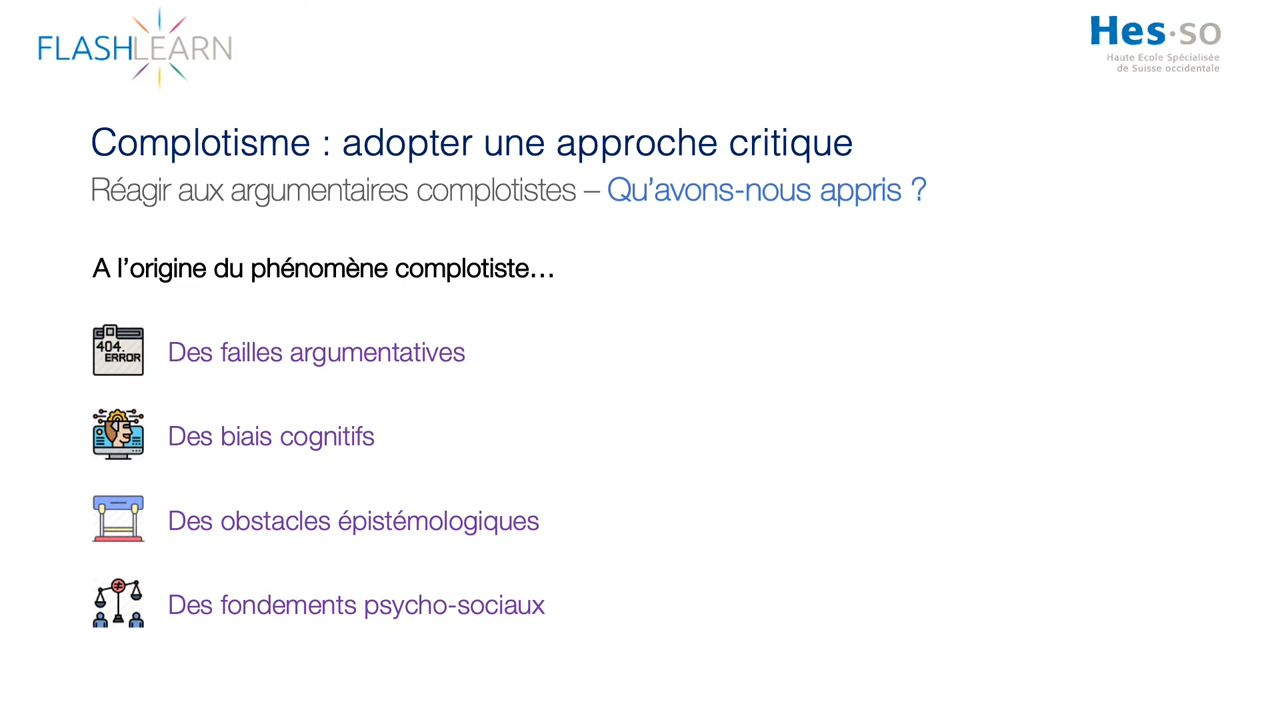 FLASHLEARN
Hes·so
Haute Ecole Spécialisée
de Suisse occidentale
Complotisme : adopter une approche critique
Réagir aux argumentaires complotistes – Qu’avons-nous appris ?
A l’origine du phénomène complotiste…
404.
ERROR
Des failles argumentatives
Des biais cognitifs
Des obstacles épistémologiques
≠
Des fondements psycho-sociaux